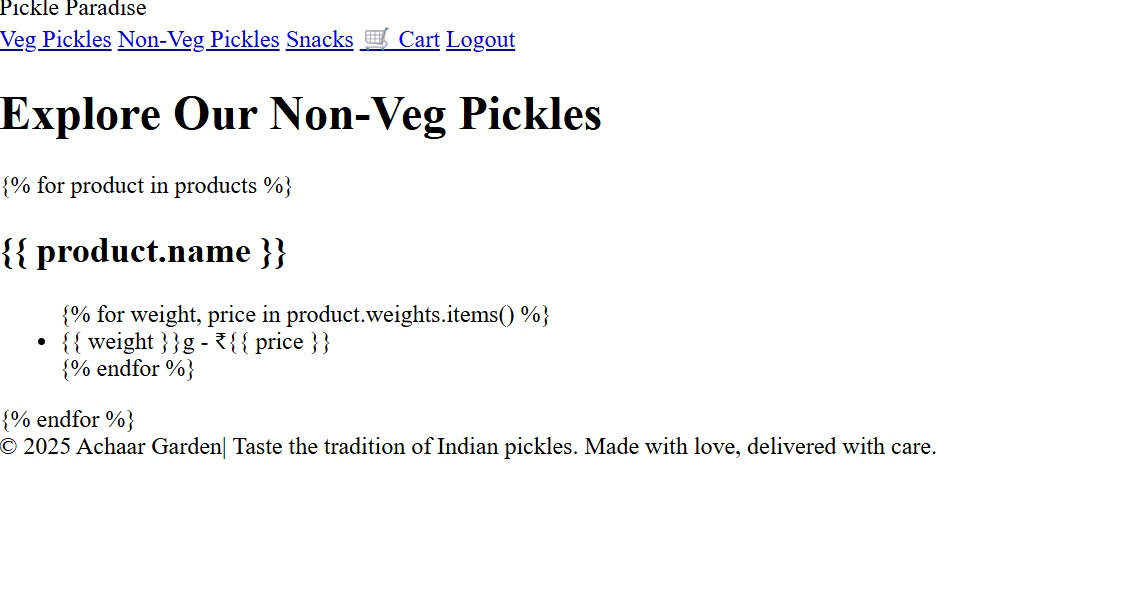 Pickle Paradise
Veg Pickles Non-Veg Pickles Snacks 🛒 Cart Logout
Explore Our Non-Veg Pickles
{% for product in products %}
{{ product.name }}
{% for weight, price in product.weights.items() %}
• {{ weight }}g - ₹{{ price }}
{% endfor %}
{% endfor %}
© 2025 Achaar Garden| Taste the tradition of Indian pickles. Made with love, delivered with care.